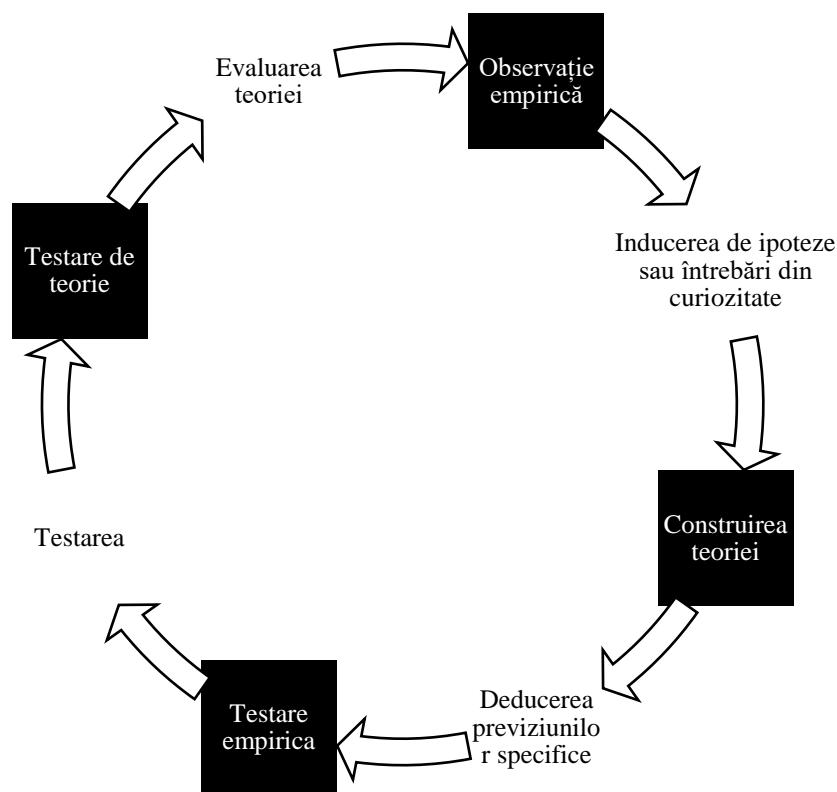 Evaluarea
teoriei
Observație
empirică
Inducerea de ipoteze
sau întrebări din
curiozitate
Construirea
teoriei
Deducerea
previziunilo
r specifice
Testare
empirica
Testarea
Testare de
teorie